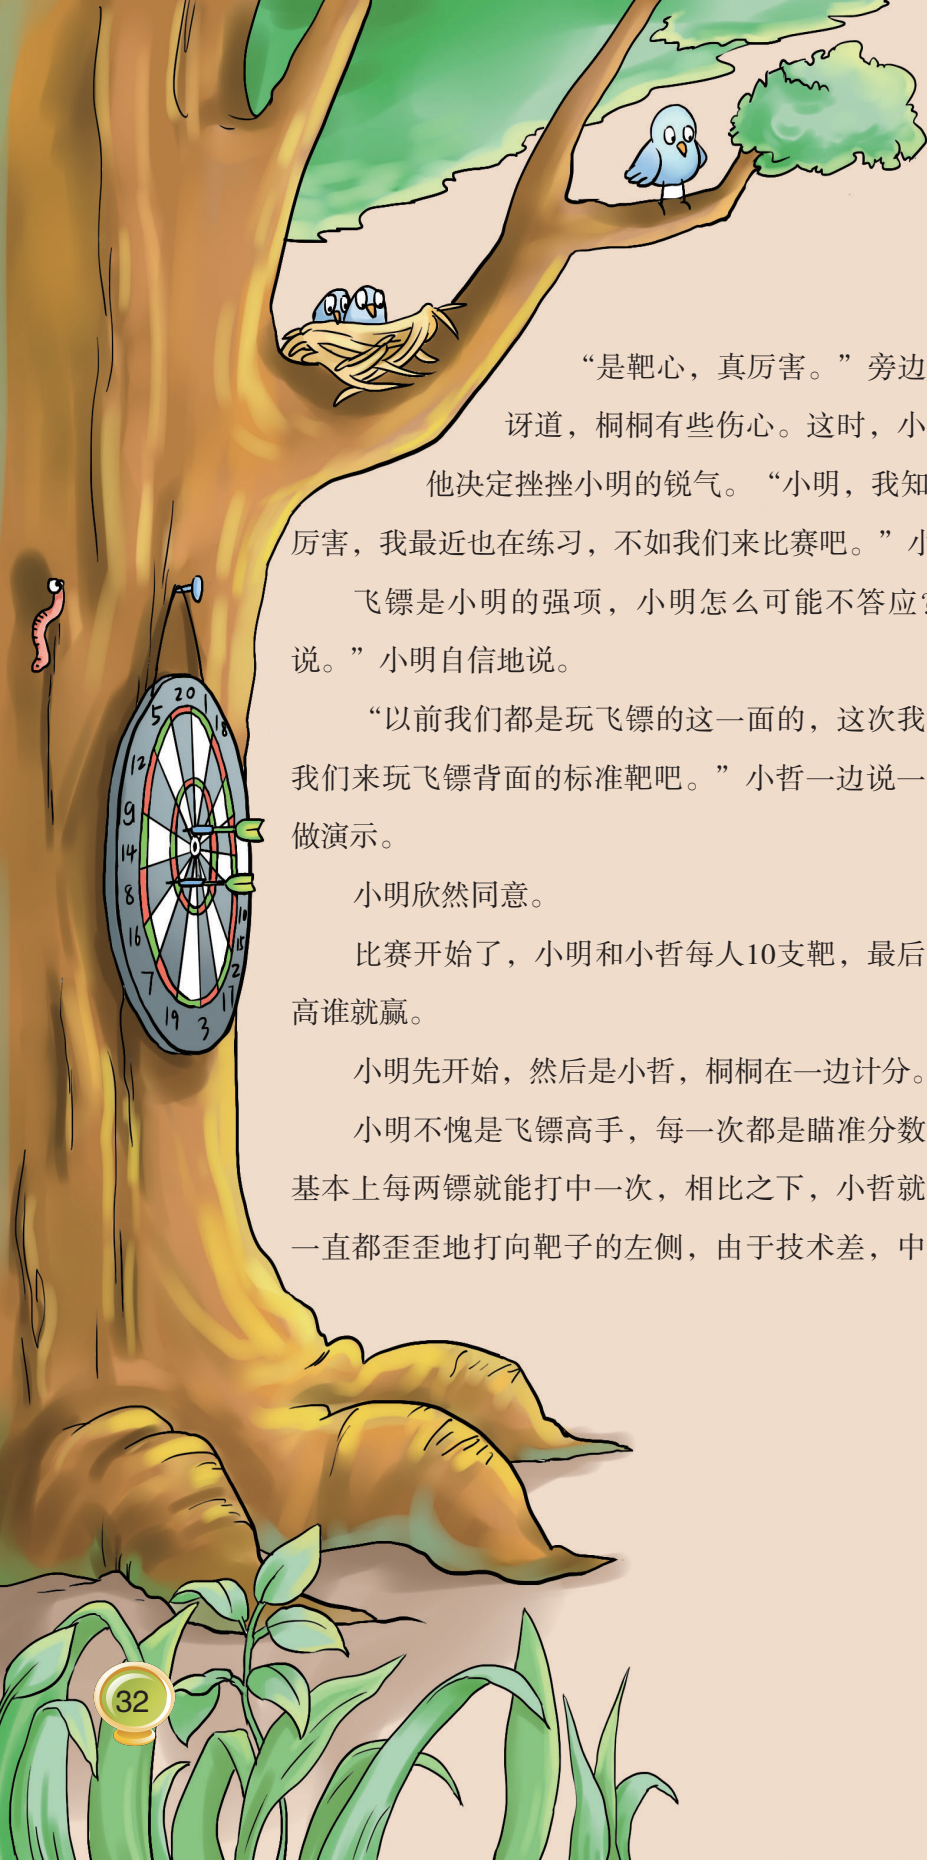 “是靶心，真厉害。”旁边
讶道，桐桐有些伤心。这时，小
他决定挫挫小明的锐气。“小明，我知
厉害，我最近也在练习，不如我们来比赛吧。”小
飞镖是小明的强项，小明怎么可能不答应？
说。”小明自信地说。
“以前我们都是玩飞镖的这一面的，这次我
我们来玩飞镖背面的标准靶吧。”小哲一边说一
做演示。
小明欣然同意。
比赛开始了，小明和小哲每人10支靶，最后
高谁就赢。
小明先开始，然后是小哲，桐桐在一边计分。
小明不愧是飞镖高手，每一次都是瞄准分数
基本上每两镖就能打中一次，相比之下，小哲就
一直都歪歪地打向靶子的左侧，由于技术差，中
20
1
18
5
12
9
14
8
16
7
19
3
17
2
15
10
32